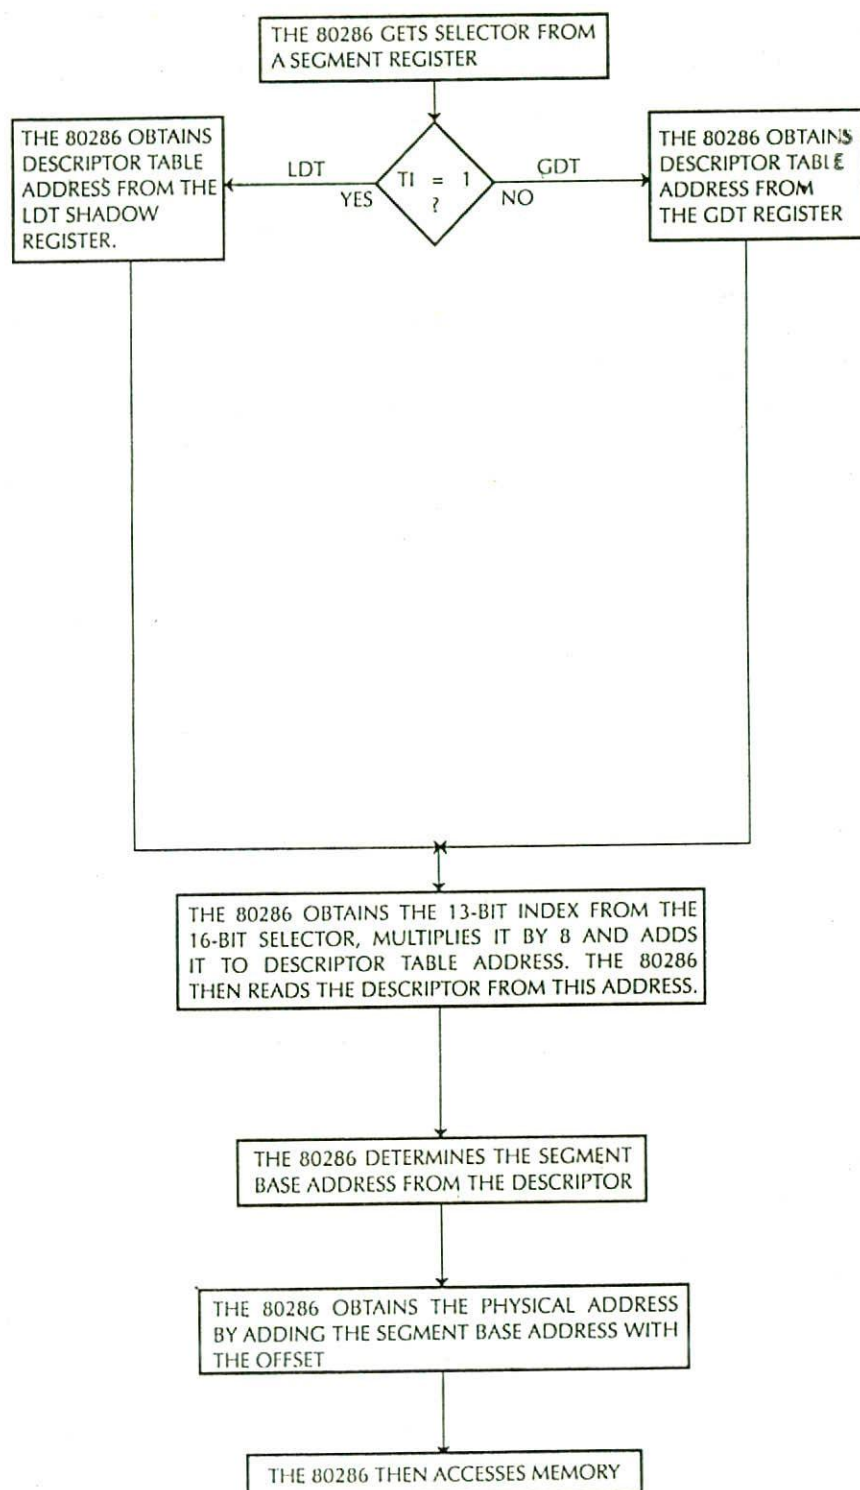 THE 80286 GETS SELECTOR FROM
A SEGMENT REGISTER
THE 80286 OBTAINS
DESCRIPTOR TABLE
ADDRESS FROM THE
LDT SHADOW
REGISTER.
LDT
YES
TI = 1
?
GDT
NO
THE 80286 OBTAINS
DESCRIPTOR TABLE
ADDRESS FROM
THE GDT REGISTER
THE 80286 OBTAINS THE 13-BIT INDEX FROM THE
16-BIT SELECTOR, MULTIPLIES IT BY 8 AND ADDS
IT TO DESCRIPTOR TABLE ADDRESS. THE 80286
THEN READS THE DESCRIPTOR FROM THIS ADDRESS.
THE 80286 DETERMINES THE SEGMENT
BASE ADDRESS FROM THE DESCRIPTOR
THE 80286 OBTAINS THE PHYSICAL ADDRESS
BY ADDING THE SEGMENT BASE ADDRESS WITH
THE OFFSET
THE 80286 THEN ACCESSES MEMORY